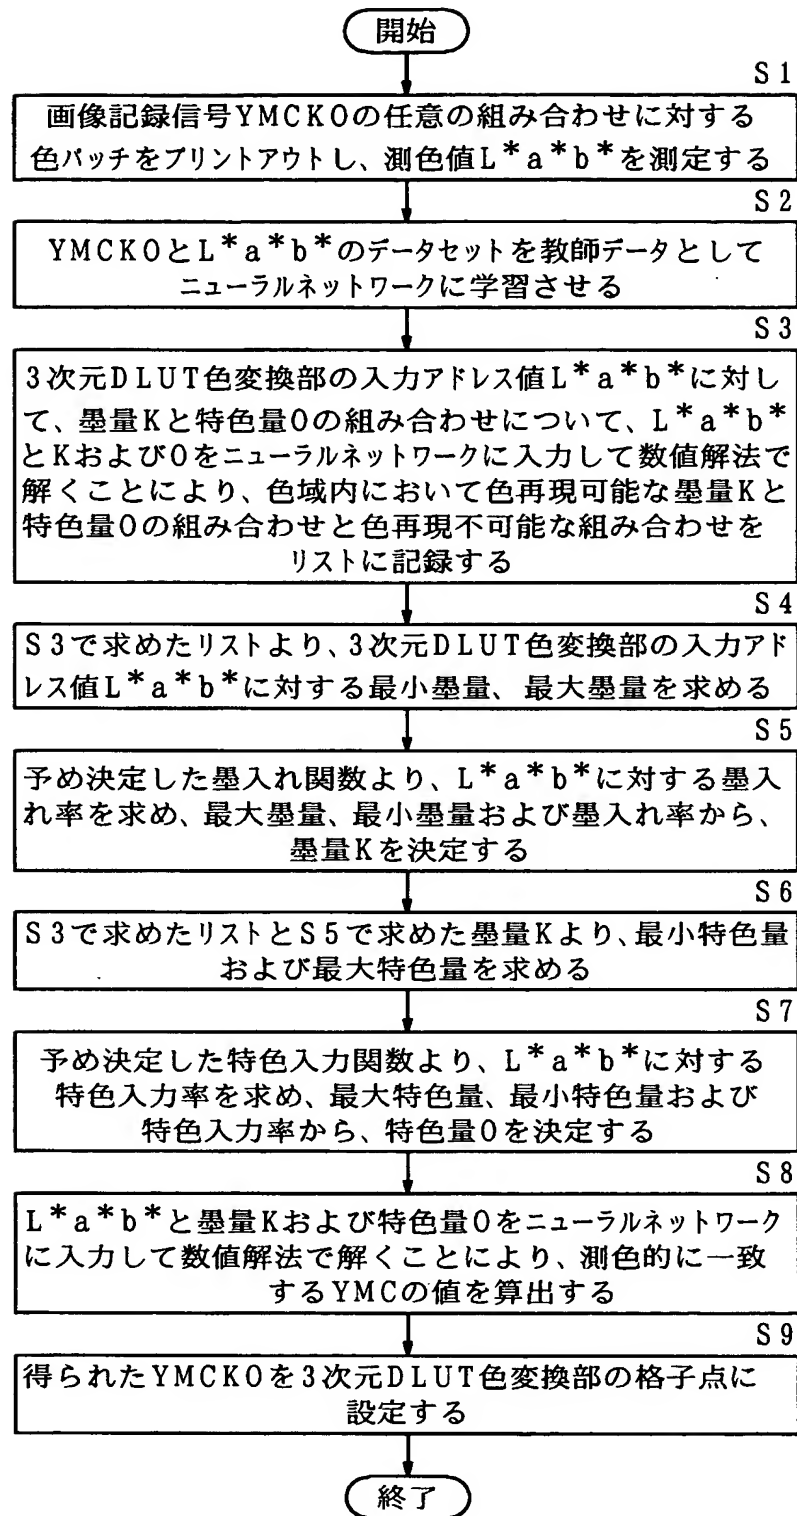 開始
S1
画像記録信号YMCKOの任意の組み合わせに対する
色パッチをプリントアウトし、測色値L*a*b*を測定する
S2
YMCKOとL*a*b*のデータセットを教師データとして
ニューラルネットワークに学習させる
S3
3次元DLUT色変換部の入力アドレス値L*a*b*に対し
て、墨量Kと特色量Oの組み合わせについて、L*a*b*
とKおよびOをニューラルネットワークに入力して数値解法で
解くことにより、色域内において色再現可能な墨量Kと
特色量Oの組み合わせと色再現不可能な組み合わせを
リストに記録する
S4
S3で求めたリストより、3次元DLUT色変換部の入力アド
レス値L*a*b*に対する最小墨量、最大墨量を求める
S5
予め決定した墨入れ関数より、L*a*b*に対する墨入
れ率を求め、最大墨量、最小墨量および墨入れ率から、
墨量Kを決定する
S6
S3で求めたリストとS5で求めた墨量Kより、最小特色量
および最大特色量を求める
S7
予め決定した特色入力関数より、L*a*b*に対する
特色入力率を求め、最大特色量、最小特色量および
特色入力率から、特色量Oを決定する
S8
L*a*b*と墨量Kおよび特色量Oをニューラルネットワーク
に入力して数値解法で解くことにより、測色的に一致
するYMCの値を算出する
S9
得られたYMCKOを3次元DLUT色変換部の格子点に
設定する
終了